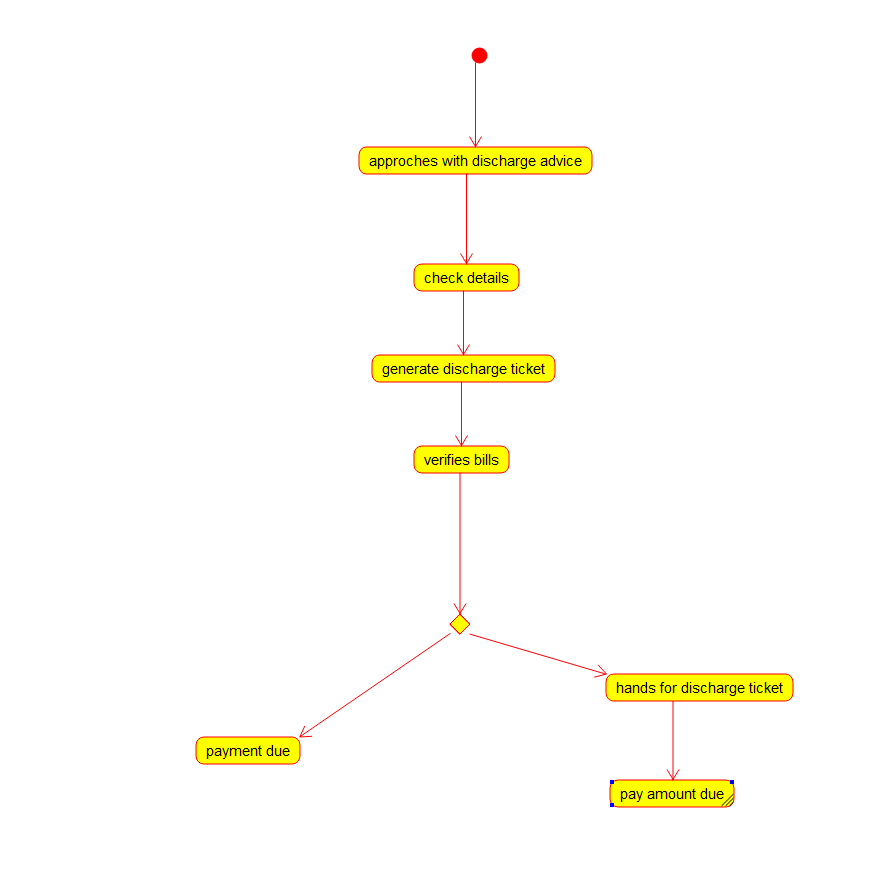 approches with discharge advice
check details
generate discharge ticket
verifies bills
hands for discharge ticket
payment due
pay amount due